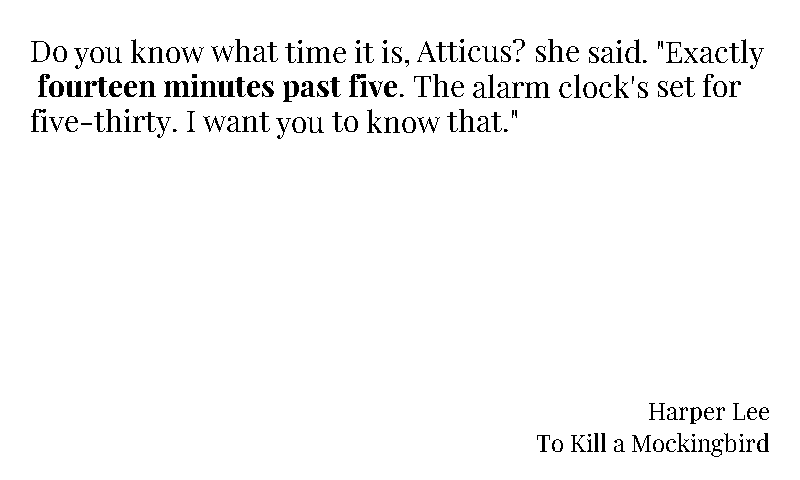 Do you know what time it is, Atticus? she said. "Exactly
fourteen minutes past five. The alarm clock's set for
five-thirty. I want you to know that."
Harper Lee
To Kill a Mockingbird